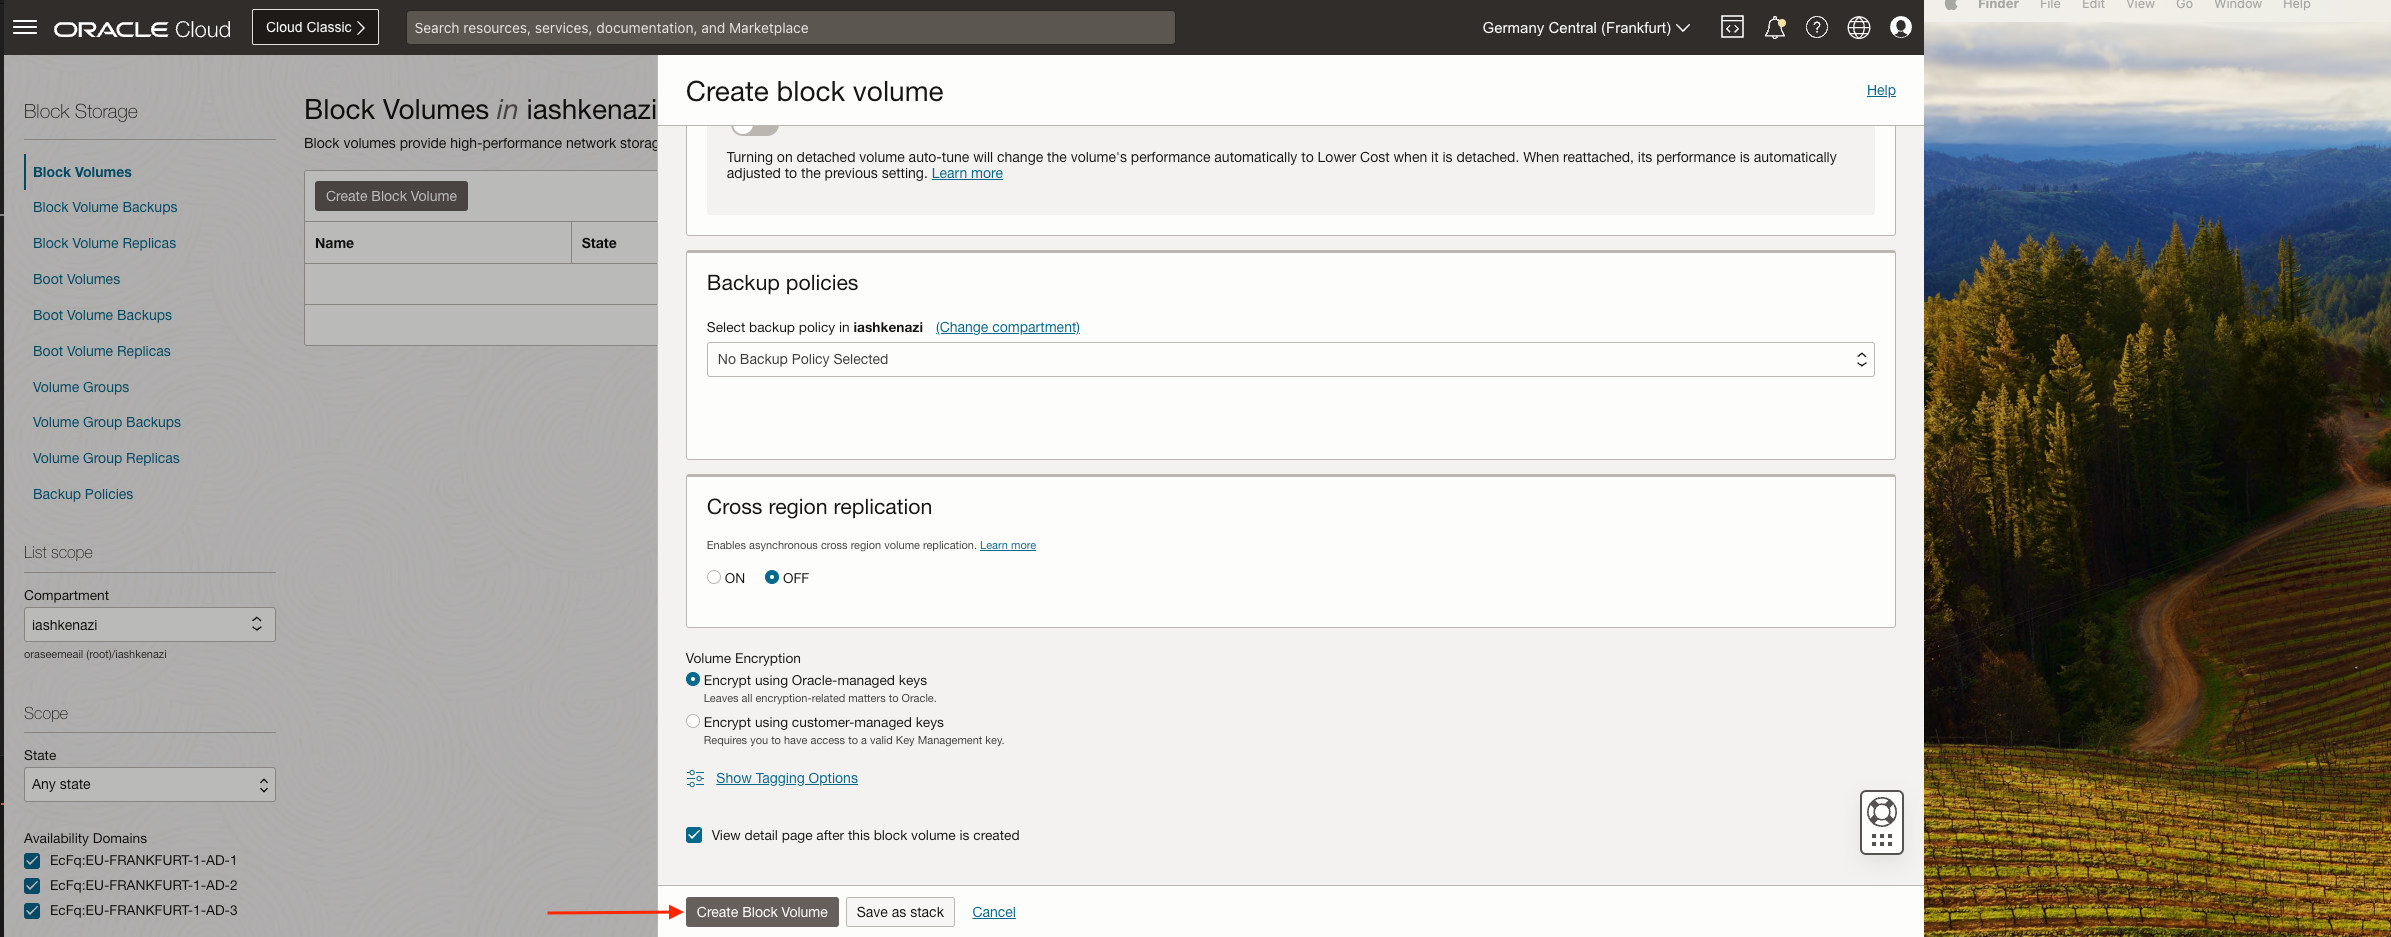 ORACLE Cloud
Cloud Classic
Search resources, services, documentation, and Marketplace
Germany Central (Frankfurt)
Finder File Edit View Go Window Help
Block Storage
Block Volumes
Block Volume Backups
Block Volume Replicas
Boot Volumes
Boot Volume Backups
Boot Volume Replicas
Volume Groups
Volume Group Backups
Volume Group Replicas
Backup Policies
List scope
Compartment
iashkenazi
oraseemeail (root)/iashkenazi
Scope
State
Any state
Availability Domains
EcFq:EU-FRANKFURT-1-AD-1
EcFq:EU-FRANKFURT-1-AD-2
EcFq:EU-FRANKFURT-1-AD-3
Block Volumes in iashkenazi
Block volumes provide high-performance network storag
Create Block Volume
Name State
Create block volume
Help
Turning on detached volume auto-tune will change the volume's performance automatically to Lower Cost when it is detached. When reattached, its performance is automatically
adjusted to the previous setting. Learn more
Backup policies
Select backup policy in iashkenazi (Change compartment)
No Backup Policy Selected
Cross region replication
Enables asynchronous cross region volume replication. Learn more
ON OFF
Volume Encryption
Encrypt using Oracle-managed keys
Leaves all encryption-related matters to Oracle.
Encrypt using customer-managed keys
Requires you to have access to a valid Key Management key.
Show Tagging Options
View detail page after this block volume is created
Create Block Volume Save as stack Cancel